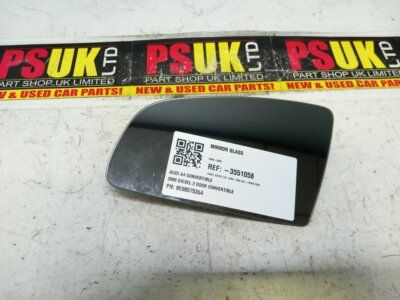 PSUK LTD
PART SHOP UK LIMITED
NEW & USED CAR PARTS!
PSUK LTD
PART SHOP UK LIMITED
NEW & USED CAR PARTS!
PSUK LTD
PART SHOP UK LIMITED
NEW & USED CAR PARTS!
MIRROR GLASS
REF: -3551058
AUDI A4 CONVERTIBLE
2008 DIESEL 2 DOOR CONVERTIBLE
PN: 8E0857535A